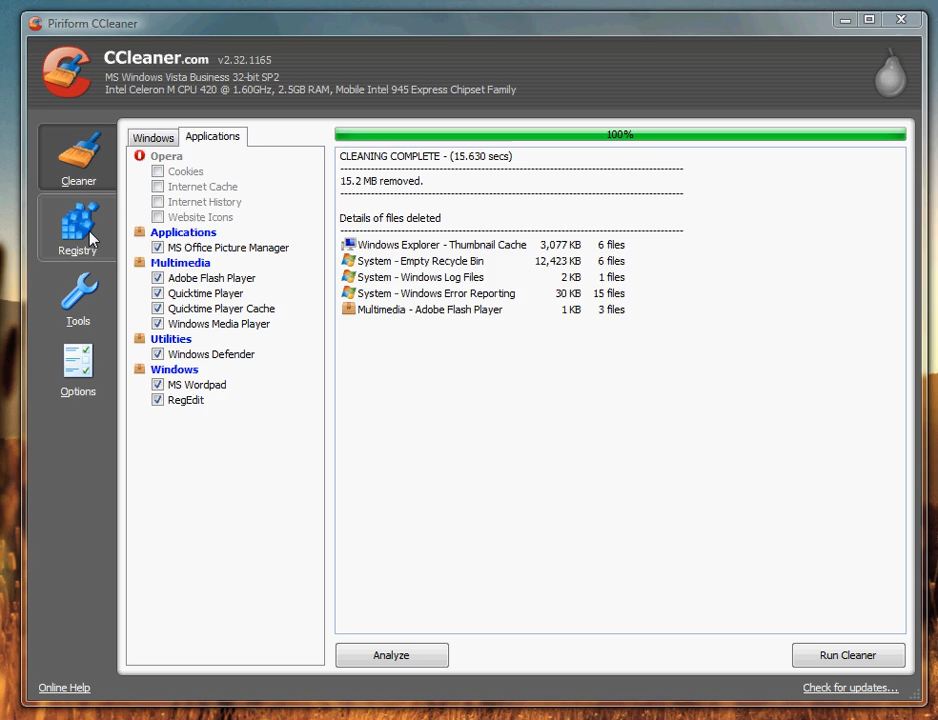 Piriform CCleaner
CCleaner.com v2.32.1165
MS Windows Vista Business 32-bit SP2
Intel Celeron M CPU 420 @ 1.60GHz, 2.5GB RAM, Mobile Intel 945 Express Chipset Family
Cleaner
Registry
Tools
Options
Windows Applications
Opera
Cookies
Internet Cache
Internet History
Website Icons
Applications
MS Office Picture Manager
Multimedia
Adobe Flash Player
Quicktime Player
Quicktime Player Cache
Windows Media Player
Utilities
Windows Defender
Windows
MS Wordpad
RegEdit
100%
CLEANING COMPLETE - (15.630 secs)
------------------------------------------------------------------------------------------
15.2 MB removed.
------------------------------------------------------------------------------------------
Details of files deleted
------------------------------------------------------------------------------------------
Windows Explorer - Thumbnail Cache 3,077 KB 6 files
System - Empty Recycle Bin 12,423 KB 6 files
System - Windows Log Files 2 KB 1 files
System - Windows Error Reporting 30 KB 15 files
Multimedia - Adobe Flash Player 1 KB 3 files
Analyze
Run Cleaner
Online Help
Check for updates...